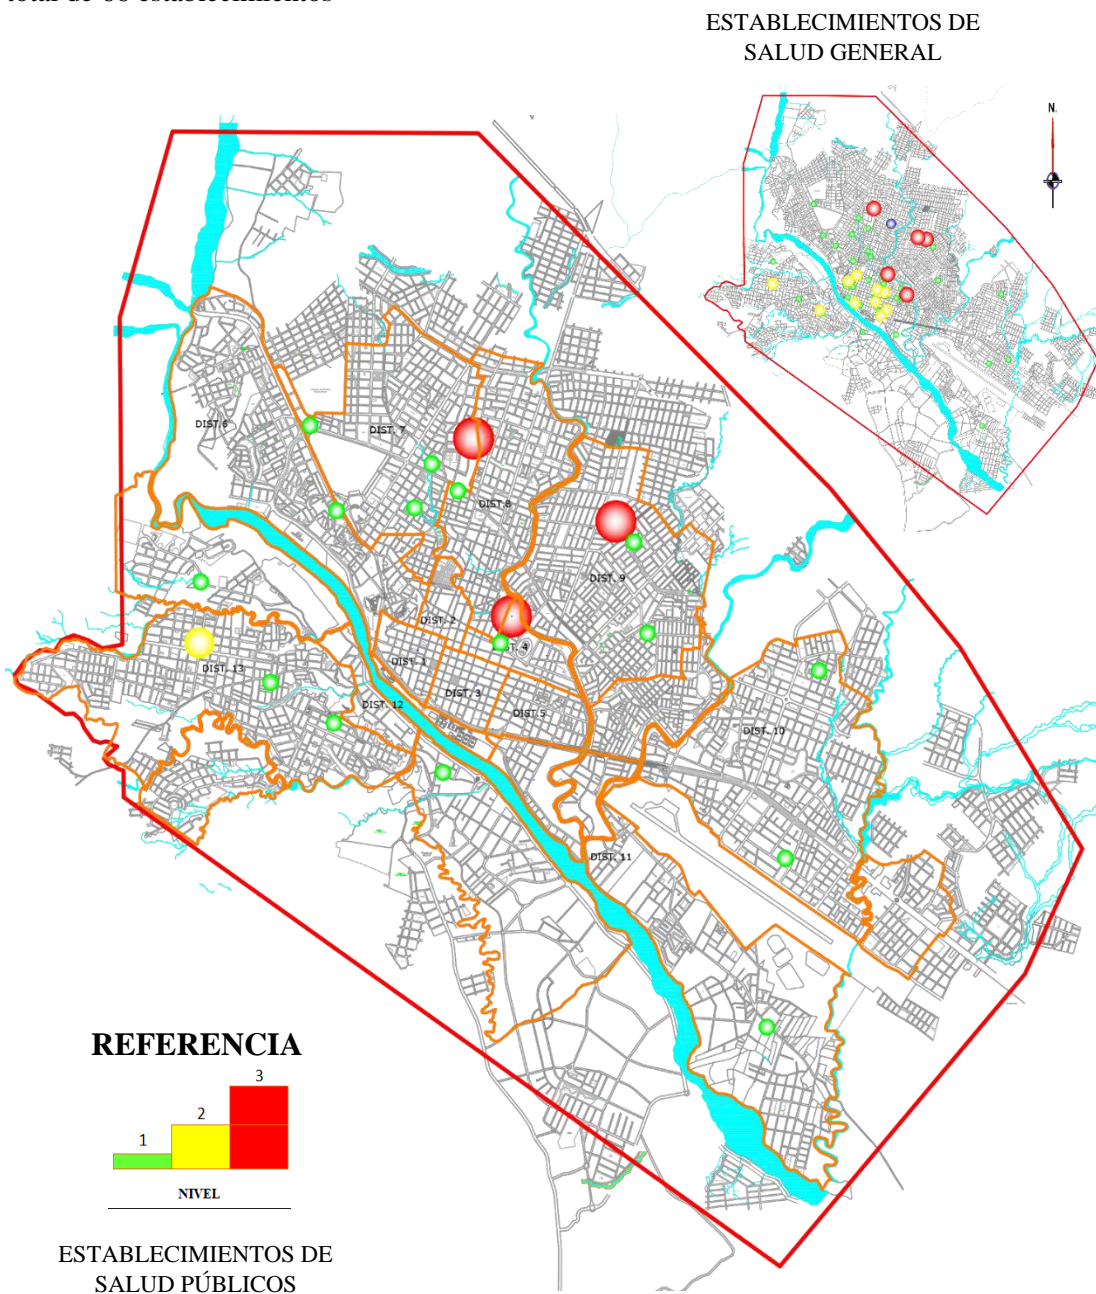 ESTABLECIMIENTOS DE
SALUD GENERAL
N.
DIST. 6
DIST. 7
DIST. 8
DIST. 9
DIST. 2
DIST. 4
DIST. 1
DIST. 13
DIST. 3
DIST. 12
DIST. 5
DIST. 10
DIST. 11
REFERENCIA
3
2
1
NIVEL
ESTABLECIMIENTOS DE
SALUD PÚBLICOS